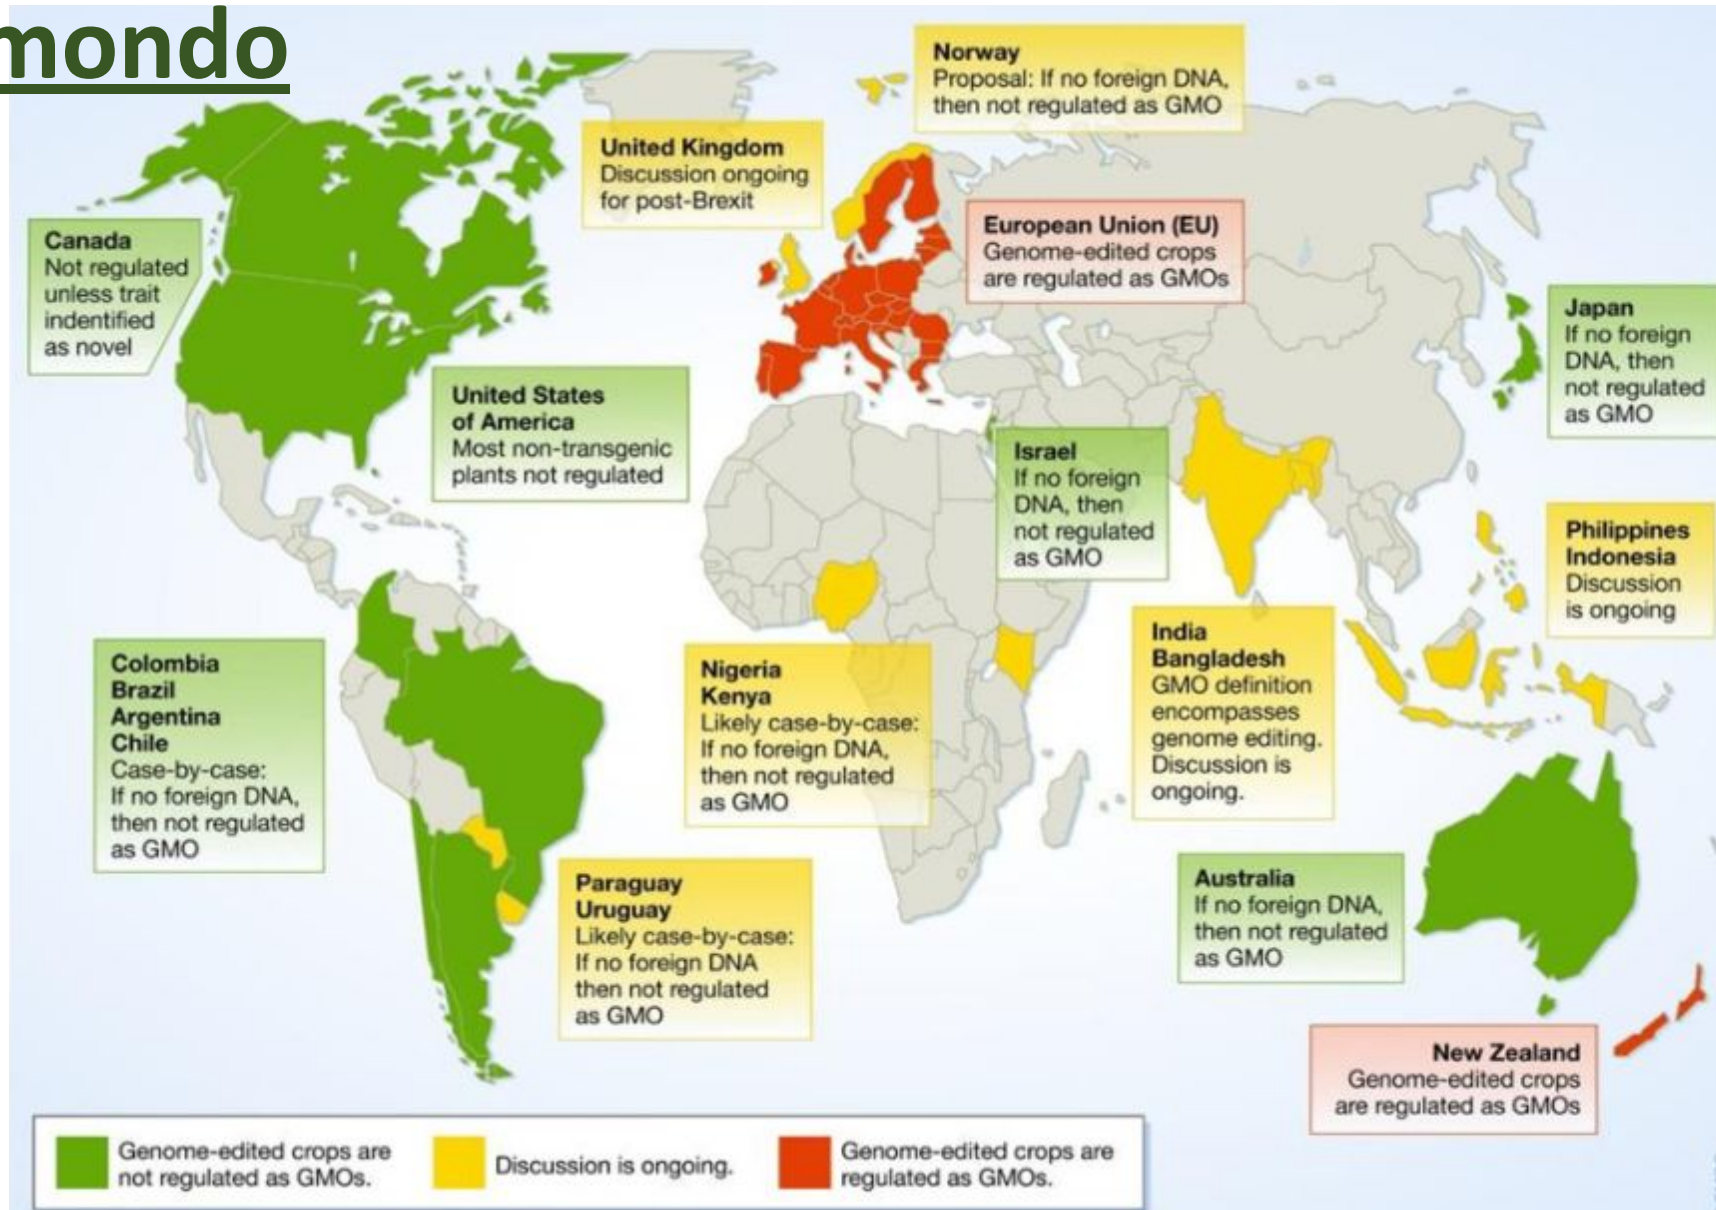 mondo
Norway
Proposal: If no foreign DNA,
then not regulated as GMO
United Kingdom
Discussion ongoing
for post-Brexit
European Union (EU)
Genome-edited crops
are regulated as GMOs
Canada
Not regulated
unless trait
indentified
as novel
United States
of America
Most non-transgenic
plants not regulated
Japan
If no foreign
DNA, then
not regulated
as GMO
Israel
If no foreign
DNA, then
not regulated
as GMO
Philippines
Indonesia
Discussion
is ongoing
India
Bangladesh
GMO definition
encompasses
genome editing.
Discussion is
ongoing.
Colombia
Brazil
Argentina
Chile
Case-by-case:
If no foreign DNA,
then not regulated
as GMO
Nigeria
Kenya
Likely case-by-case:
If no foreign DNA,
then not regulated
as GMO
Paraguay
Uruguay
Likely case-by-case:
If no foreign DNA
then not regulated
as GMO
Australia
If no foreign DNA,
then not regulated
as GMO
New Zealand
Genome-edited crops
are regulated as GMOs
Genome-edited crops are
not regulated as GMOs.
Discussion is ongoing.
Genome-edited crops are
regulated as GMOs.